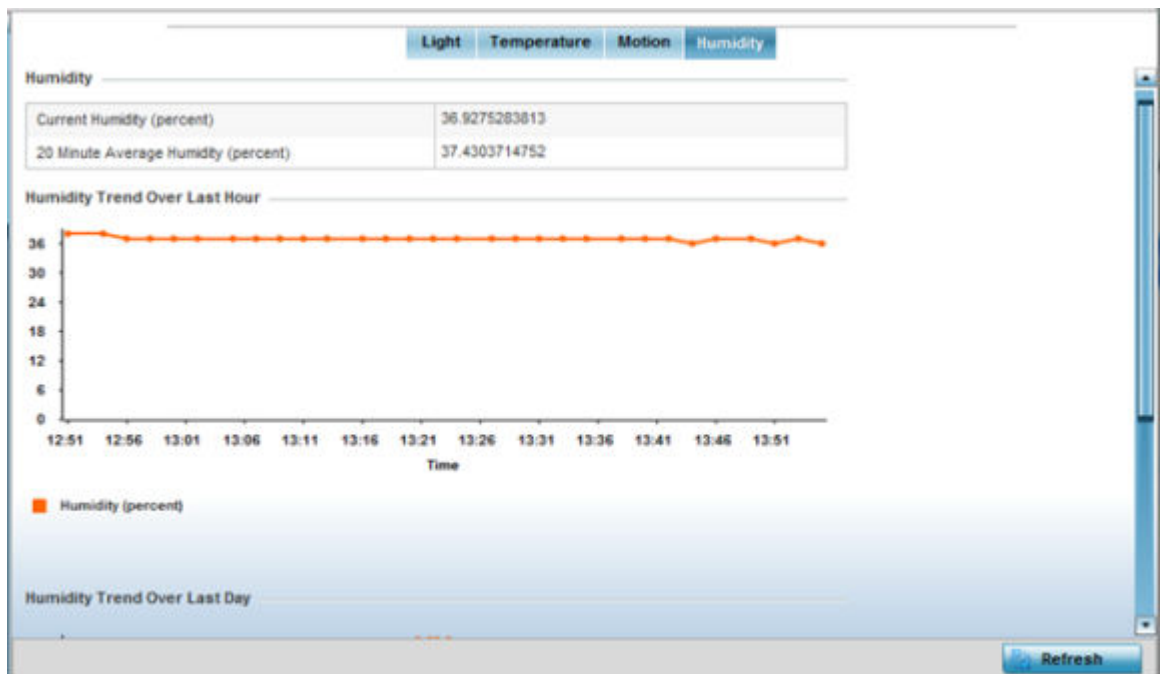 Light Temperature Motion Humidity
Humidity
Current Humidity (percent) 36.9275283813
20 Minute Average Humidity (percent) 37.4303714752
Humidity Trend Over Last Hour
36
30
24
18
12
6
0
12:51 12:56 13:01 13:06 13:11 13:16 13:21 13:26 13:31 13:36 13:41 13:46 13:51
Time
Humidity (percent)
Humidity Trend Over Last Day
Refresh